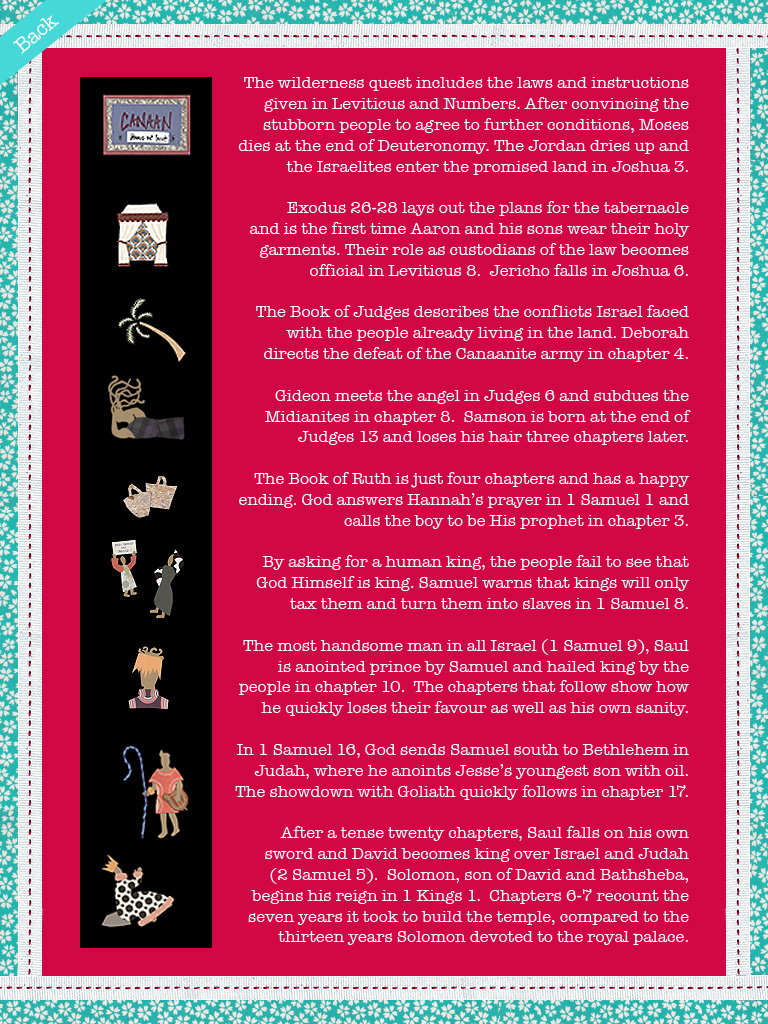 Back
CANAAN
The wilderness quest includes the laws and instructions
given in Leviticus and Numbers. After convincing the
stubborn people to agree to further conditions, Moses
dies at the end of Deuteronomy. The Jordan dries up and
the Israelites enter the promised land in Joshua 3.
Exodus 26-28 lays out the plans for the tabernacle
and is the first time Aaron and his sons wear their holy
garments. Their role as custodians of the law becomes
official in Leviticus 8. Jericho falls in Joshua 6.
The Book of Judges describes the conflicts Israel faced
with the people already living in the land. Deborah
directs the defeat of the Canaanite army in chapter 4.
Gideon meets the angel in Judges 6 and subdues the
Midianites in chapter 8. Samson is born at the end of
Judges 13 and loses his hair three chapters later.
The Book of Ruth is just four chapters and has a happy
ending. God answers Hannah's prayer in 1 Samuel 1 and
calls the boy to be His prophet in chapter 3.
By asking for a human king, the people fail to see that
God Himself is king. Samuel warns that kings will only
tax them and turn them into slaves in 1 Samuel 8.
The most handsome man in all Israel (1 Samuel 9), Saul
is anointed prince by Samuel and hailed king by the
people in chapter 10. The chapters that follow show how
he quickly loses their favour as well as his own sanity.
In 1 Samuel 16, God sends Samuel south to Bethlehem in
Judah, where he anoints Jesse's youngest son with oil.
The showdown with Goliath quickly follows in chapter 17.
After a tense twenty chapters, Saul falls on his own
sword and David becomes king over Israel and Judah
(2 Samuel 5). Solomon, son of David and Bathsheba,
begins his reign in 1 Kings 1. Chapters 6-7 recount the
seven years it took to build the temple, compared to the
thirteen years Solomon devoted to the royal palace.